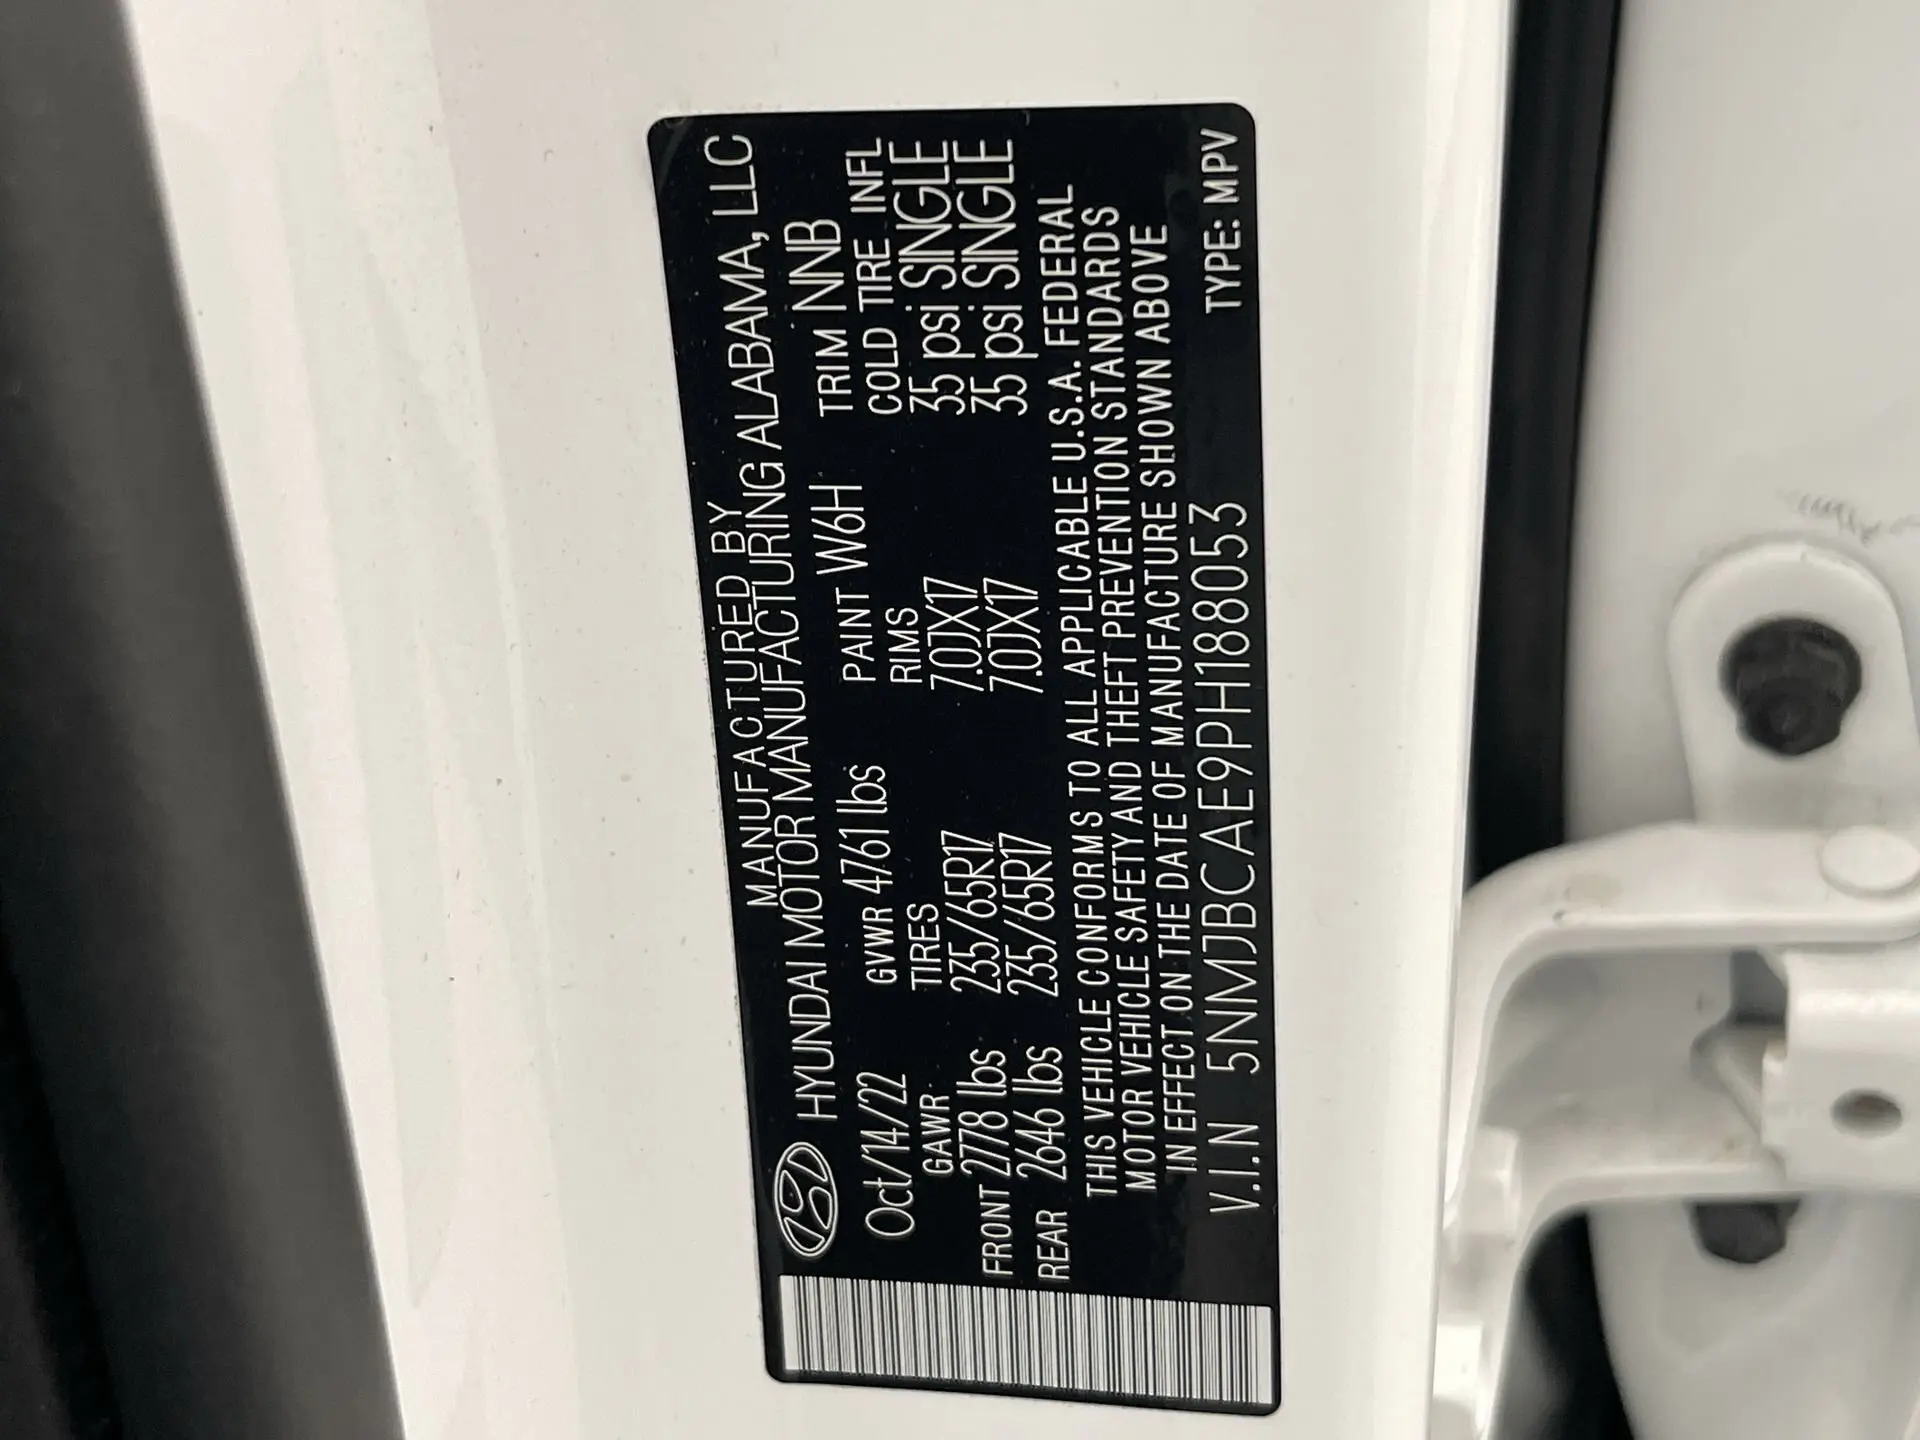 MANUFACTURED BY
HYUNDAI MOTOR MANUFACTURING ALABAMA, LLC
Oct/14/22 GVWR 4761 lbs PAINT W6H TRIM NNB
GAWR TIRES RIMS COLD TIRE INFL
FRONT 2778 lbs 235/65R17 7.0JX17 35 psi SINGLE
REAR 2646 lbs 235/65R17 7.0JX17 35 psi SINGLE
THIS VEHICLE CONFORMS TO ALL APPLICABLE U.S.A. FEDERAL
MOTOR VEHICLE SAFETY AND THEFT PREVENTION STANDARDS
IN EFFECT ON THE DATE OF MANUFACTURE SHOWN ABOVE
V.I.N 5NMJBCAE9PH188053 TYPE: MPV